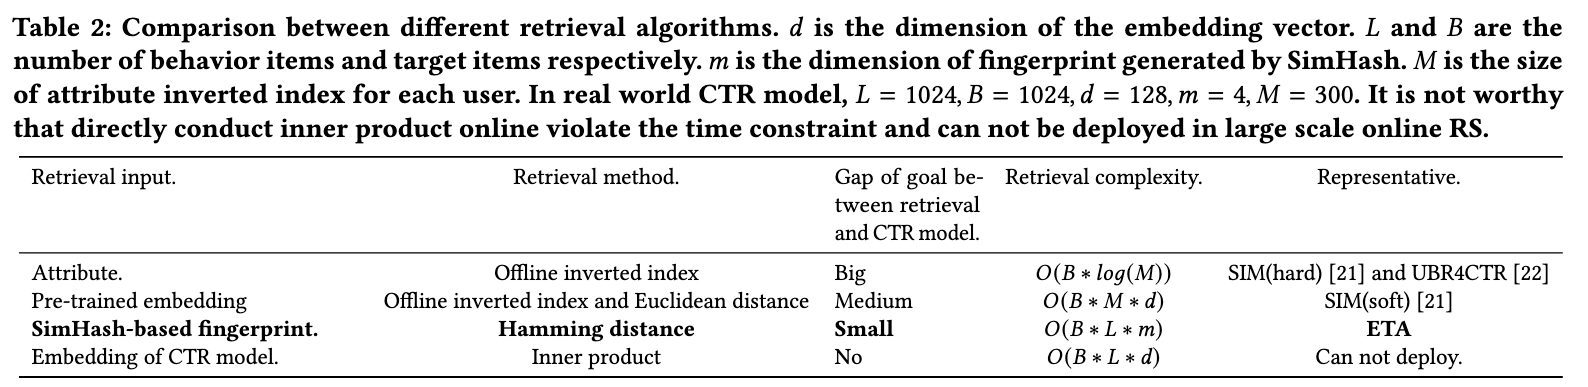 Table 2: Comparison between different retrieval algorithms. d is the dimension of the embedding vector. L and B are the
number of behavior items and target items respectively. m is the dimension of fingerprint generated by SimHash. M is the size
of attribute inverted index for each user. In real world CTR model, L = 1024, B = 1024, d = 128, m = 4, M = 300. It is not worthy
that directly conduct inner product online violate the time constraint and can not be deployed in large scale online RS.
Retrieval input. Retrieval method. Gap of goal be- Retrieval complexity. Representative.
tween retrieval
and CTR model.
Attribute. Offline inverted index Big O(B * log(M)) SIM(hard) [21] and UBR4CTR [22]
Pre-trained embedding Offline inverted index and Euclidean distance Medium O(B * M * d) SIM(soft) [21]
SimHash-based fingerprint. Hamming distance Small O(B * L * m) ETA
Embedding of CTR model. Inner product No O(B * L * d) Can not deploy.